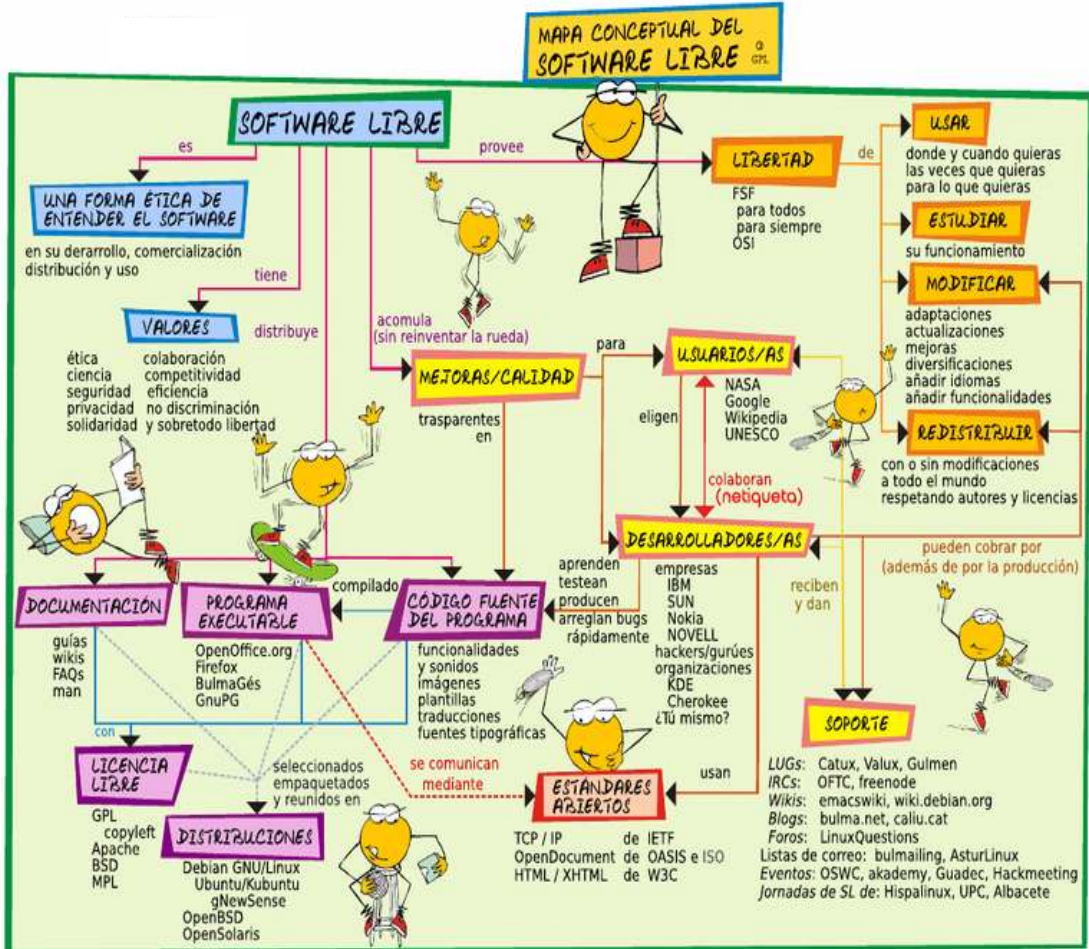 MAPA CONCEPTUAL DEL
SOFTWARE LIBRE
@
GPL
SOFTWARE LIBRE
es
provee
UNA FORMA ÉTICA DE
ENTENDER EL SOFTWARE
en su derarrollo, comercialización
distribución y uso
tiene
VALORES
ética
ciencia
seguridad
privacidad
solidaridad
colaboración
competitividad
eficiencia
no discriminación
y sobretodo libertad
distribuye
acomula
(sin reinventar la rueda)
LIBERTAD
FSF
para todos
para siempre
OSI
de
USAR
donde y cuando quieras
las veces que quieras
para lo que quieras
ESTUDIAR
su funcionamiento
MODIFICAR
adaptaciones
actualizaciones
mejoras
diversificaciones
añadir idiomas
añadir funcionalidades
REDISTRIBUIR
con o sin modificaciones
a todo el mundo
respetando autores y licencias
MEJORAS/CALIDAD
para
trasparentes
en
USUARIOS/AS
NASA
Google
Wikipedia
UNESCO
eligen
colaboran
(netiqueta)
DESARROLLADORES/AS
empresas
IBM
SUN
Nokia
NOVELL
hackers/gurúes
organizaciones
KDE
Cherokee
¿Tú mismo?
aprenden
testean
producen
arreglan bugs
rápidamente
reciben
y dan
pueden cobrar por
(además de por la producción)
DOCUMENTACIÓN
guías
wikis
FAQs
man
PROGRAMA
EXECUTABLE
OpenOffice.org
Firefox
BulmaGés
GnuPG
compilado
CÓDIGO FUENTE
DEL PROGRAMA
funcionalidades
y sonidos
imágenes
plantillas
traducciones
fuentes tipográficas
con
LICENCIA
LIBRE
GPL
copyleft
Apache
BSD
MPL
seleccionados
empaquetados
y reunidos en
DISTRIBUCIONES
Debian GNU/Linux
Ubuntu/Kubuntu
gNewSense
OpenBSD
OpenSolaris
se comunican
mediante
ESTÁNDARES
ABIERTOS
usan
TCP / IP de IETF
OpenDocument de OASIS e ISO
HTML / XHTML de W3C
SOPORTE
LUGs: Catux, Valux, Gulmen
IRCs: OFTC, freenode
Wikis: emacswiki, wiki.debian.org
Blogs: bulma.net, caliu.cat
Foros: LinuxQuestions
Listas de correo: bulmailing, AsturLinux
Eventos: OSWC, akademy, Guadec, Hackmeeting
Jornadas de SL de: Hispalinux, UPC, Albacete